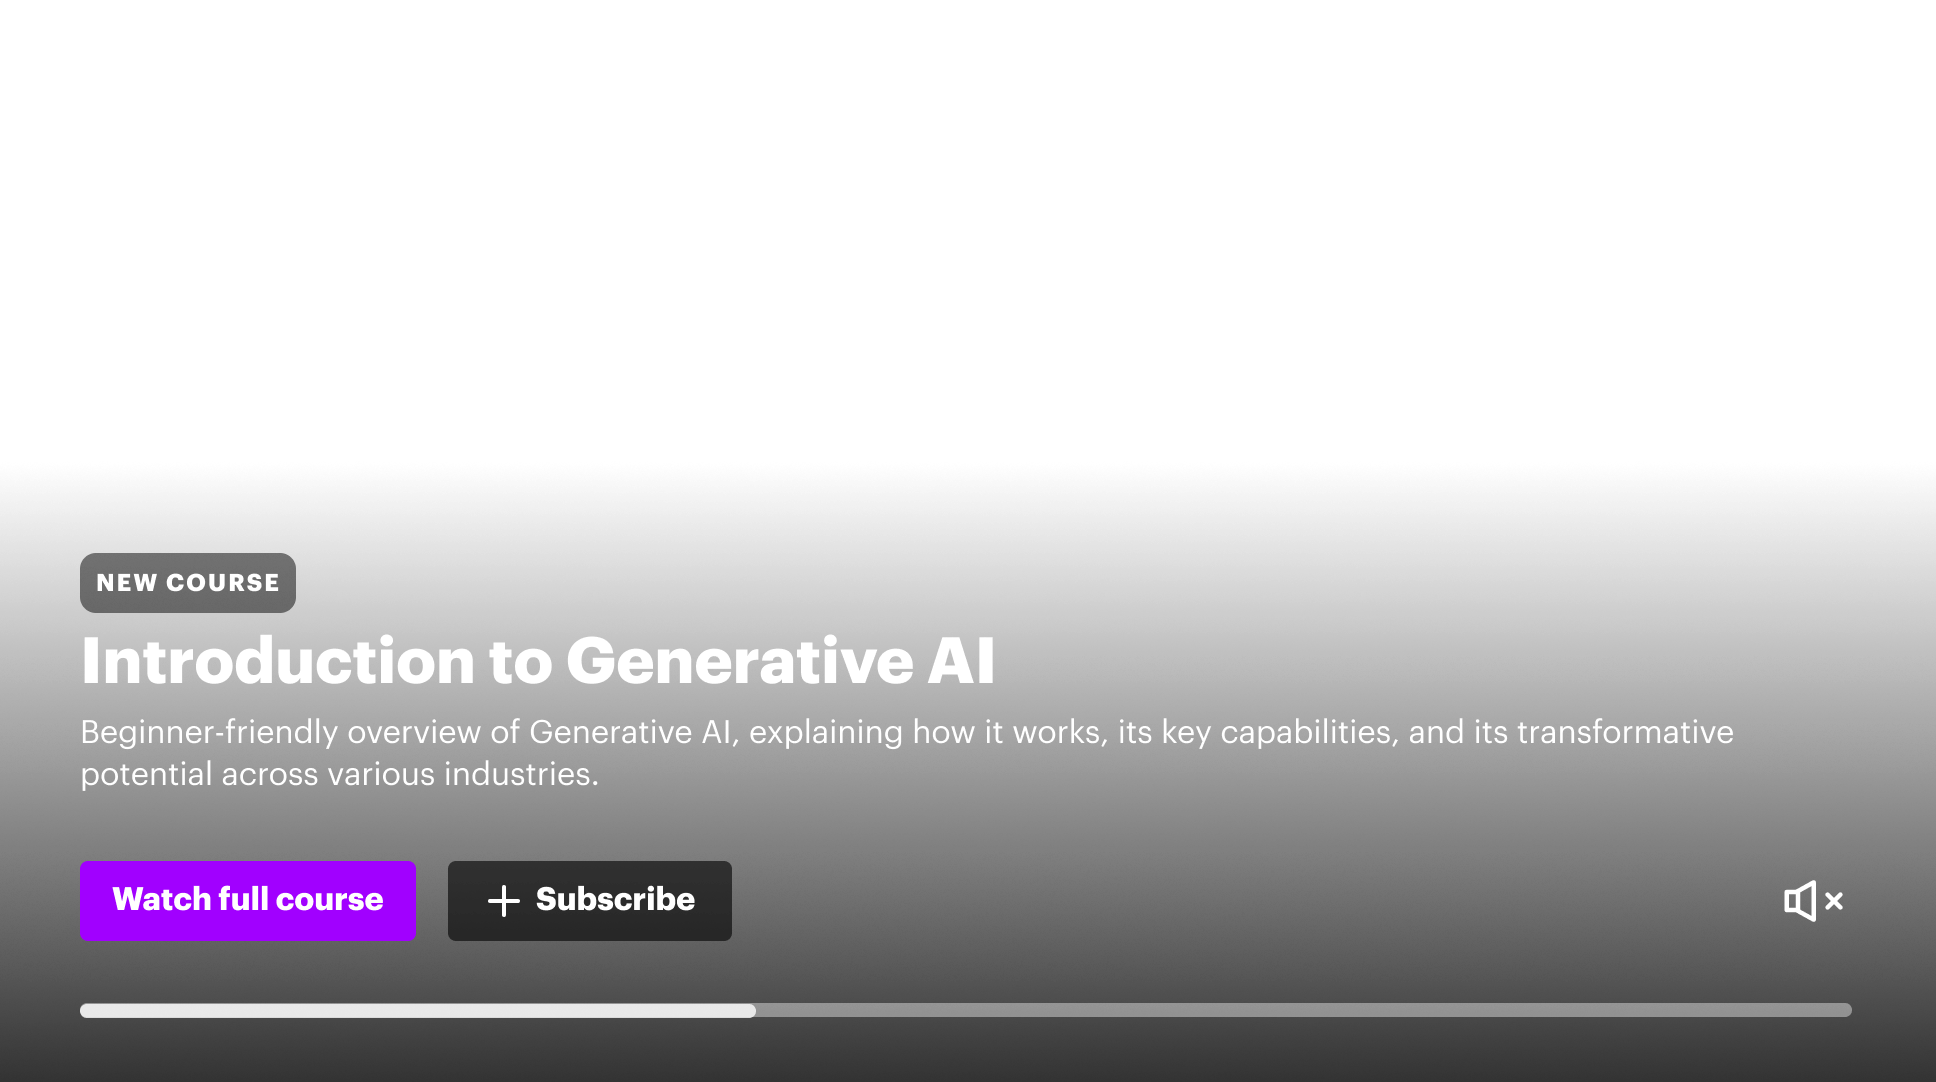 NEW COURSE
Introduction to Generative AI
Beginner-friendly overview of Generative AI, explaining how it works, its key capabilities, and its transformative
potential across various industries.
Watch full course
Subscribe